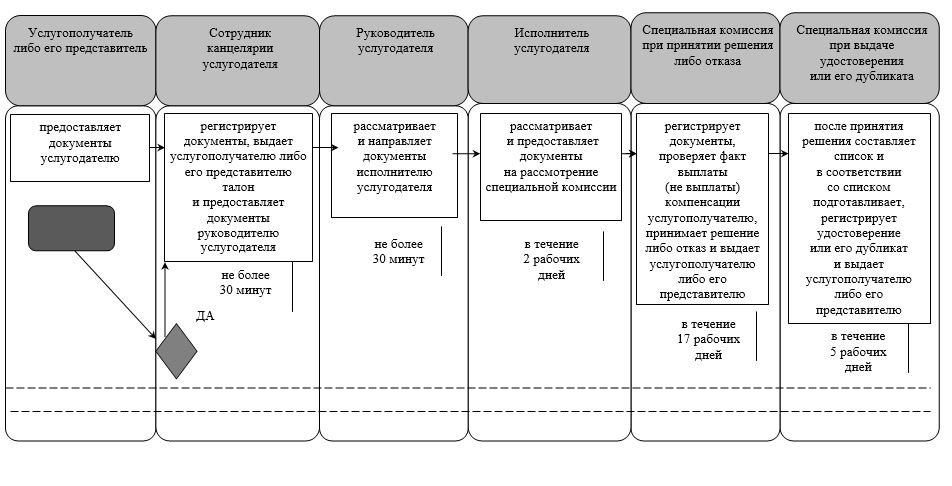 Услугополучатель
либо его представитель
Сотрудник
канцелярии
услугодателя
Руководитель
услугодателя
Исполнитель
услугодателя
Специальная комиссия
при принятии решения
либо отказа
Специальная комиссия
при выдаче
удостоверения
или его дубликата
предоставляет
документы
услугодателю
регистрирует
документы, выдает
услугополучателю либо
его представителю
талон
и предоставляет
документы
руководителю
услугодателя
не более
30 минут
ДА
рассматривает
и направляет
документы
исполнителю
услугодателя
не более
30 минут
рассматривает
и предоставляет
документы
на рассмотрение
специальной комиссии
в течение
2 рабочих
дней
регистрирует
документы,
проверяет факт
выплаты
(не выплаты)
компенсации
услугополучателю,
принимает решение
либо отказ и выдает
услугополучателю
либо его
представителю
в течение
17 рабочих
дней
после принятия
решения составляет
список и
в соответствии
со списком
подготавливает,
регистрирует
удостоверение
или его дубликат
и выдает
услугополучателю
либо его
представителю
в течение
5 рабочих
дней